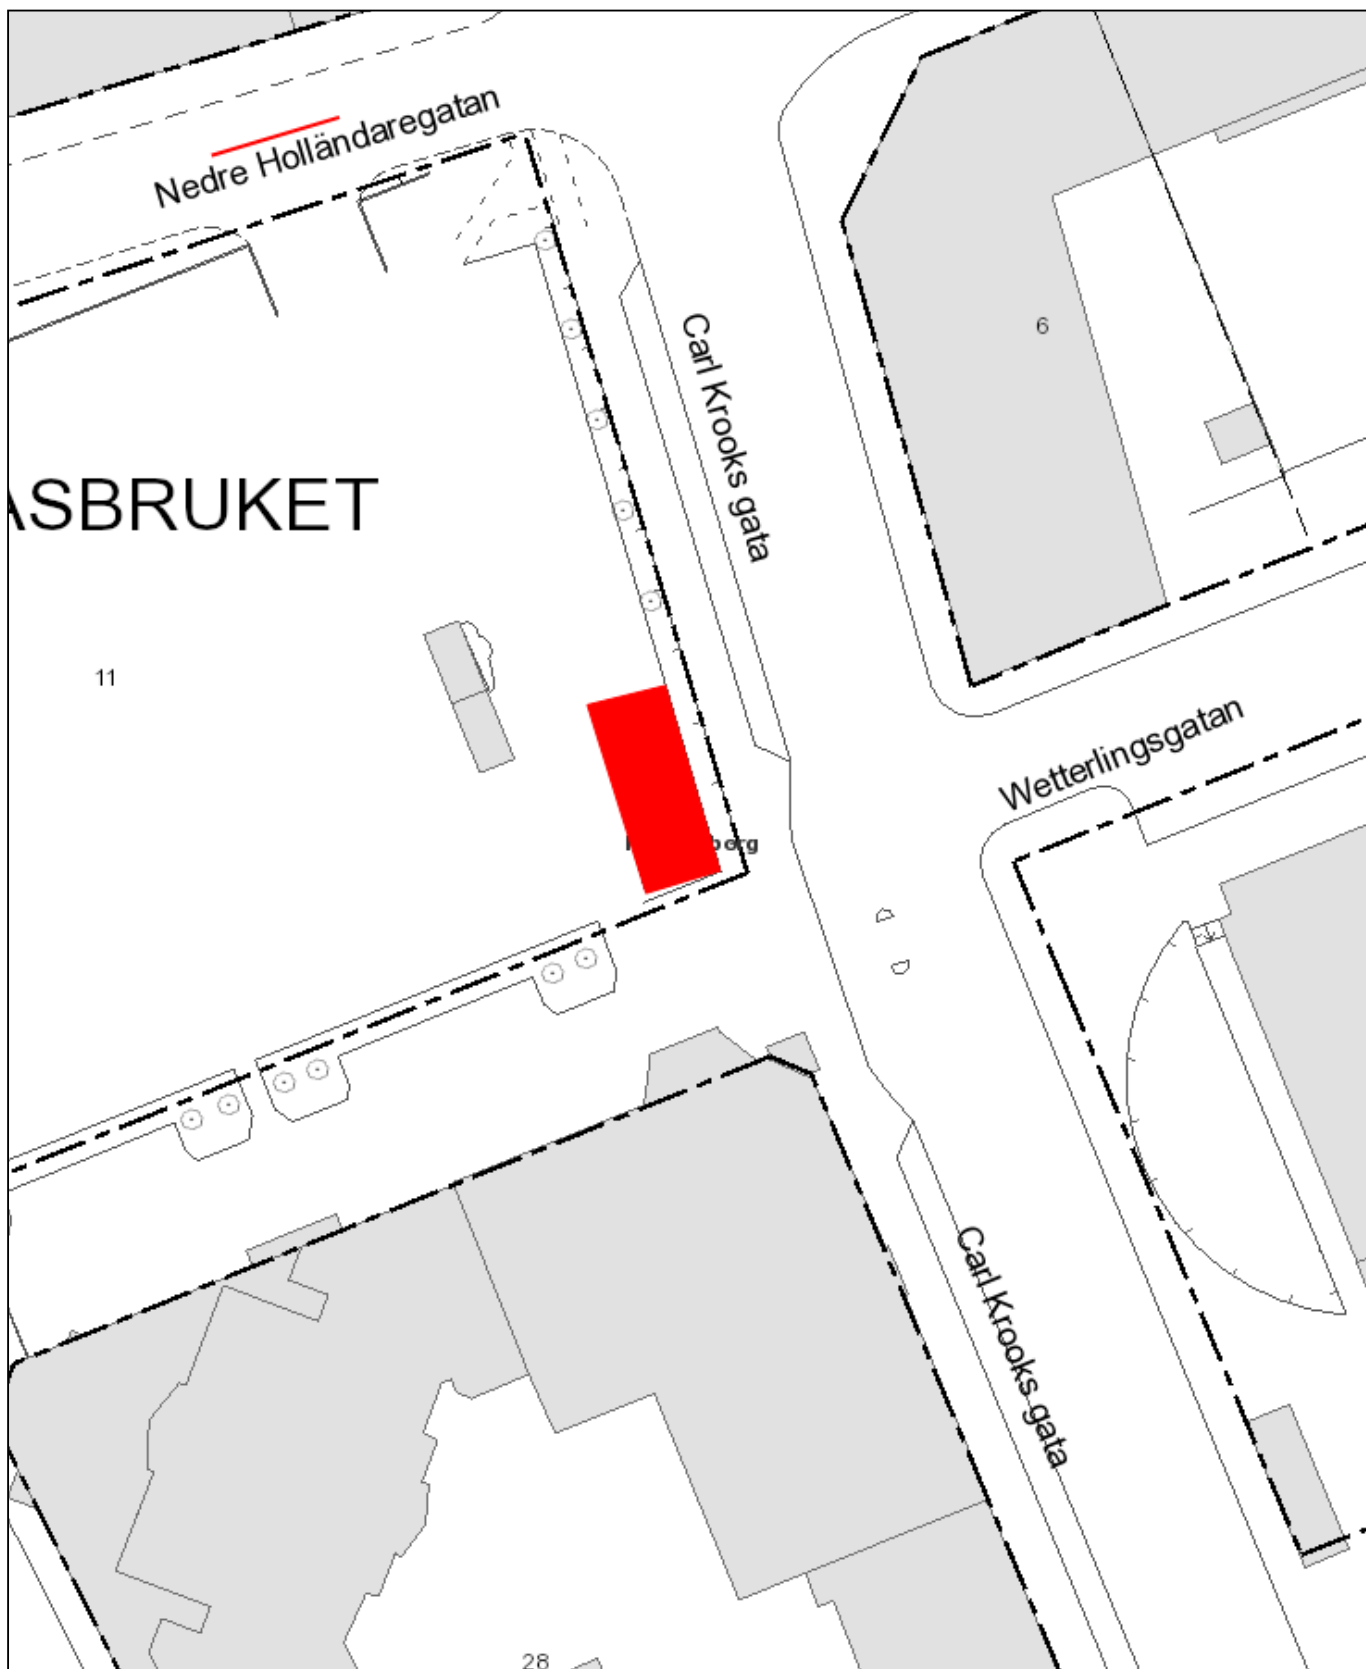 Nedre Holländaregatan
Carl Krooks gata
6
ASBRUKET
11
Wetterlingsgatan
Carl Krooks gata
28